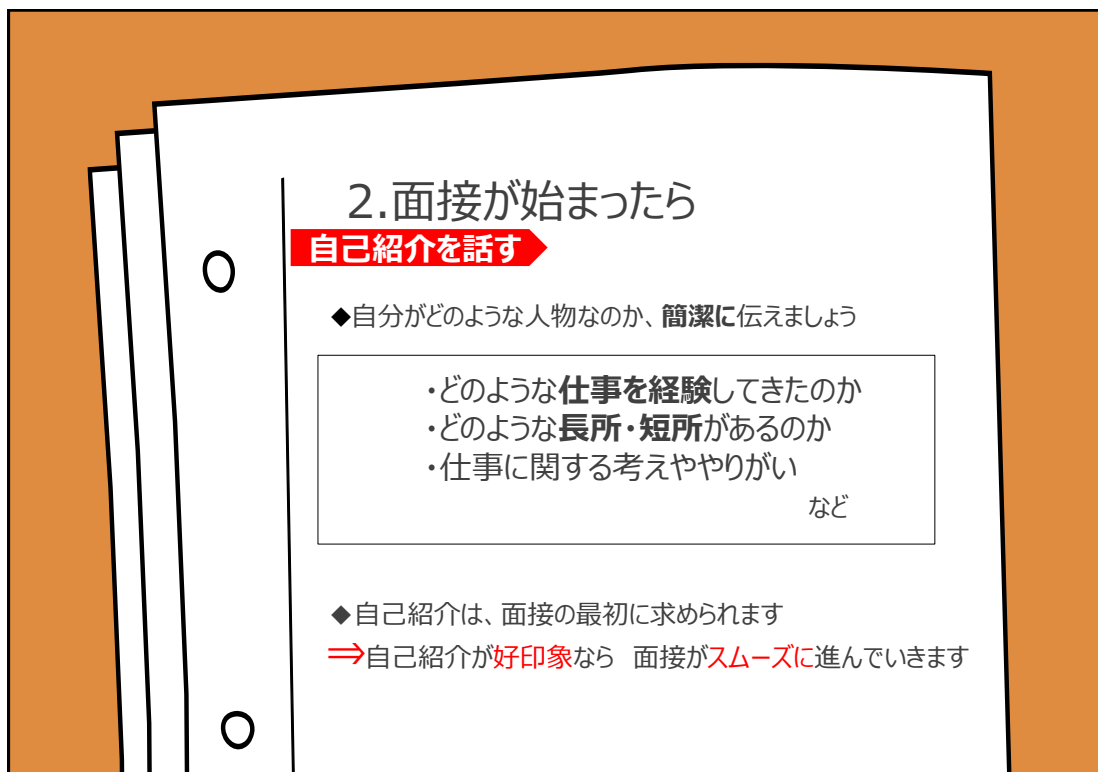 2.面接が始まったら
自己紹介を話す
◆自分がどのような人物なのか、簡潔に伝えましょう
・どのような仕事を経験してきたのか
・どのような長所・短所があるのか
・仕事に関する考えややりがい
など
◆自己紹介は、面接の最初に求められます
⇒自己紹介が好印象なら　面接がスムーズに進んでいきます